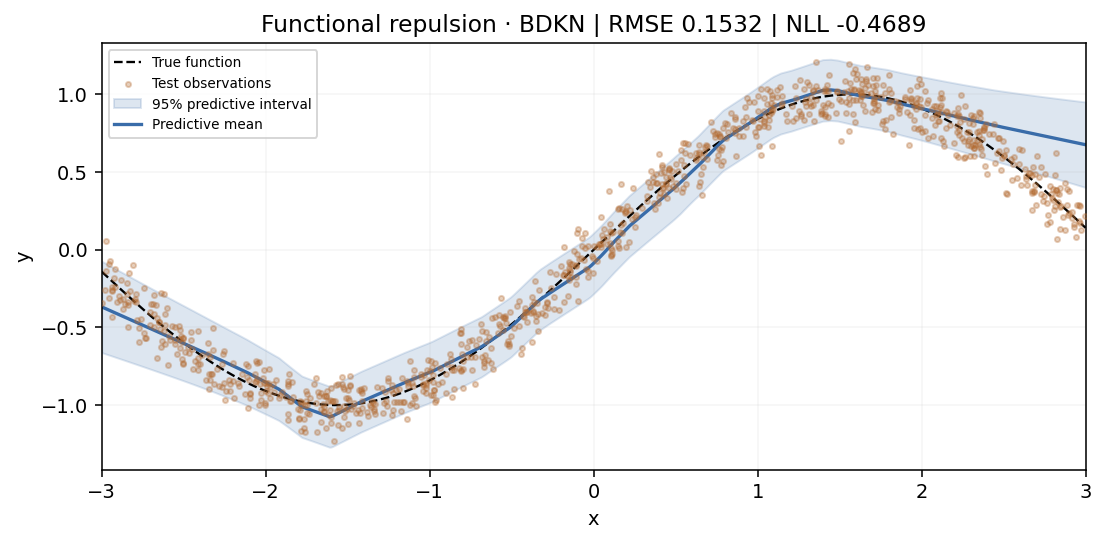 Functional repulsion · BDKN | RMSE 0.1532 | NLL -0.4689
True function
Test observations
95% predictive interval
Predictive mean
1.0
0.5
0.0
−0.5
−1.0
y
−3
−2
−1
0
1
2
3
x